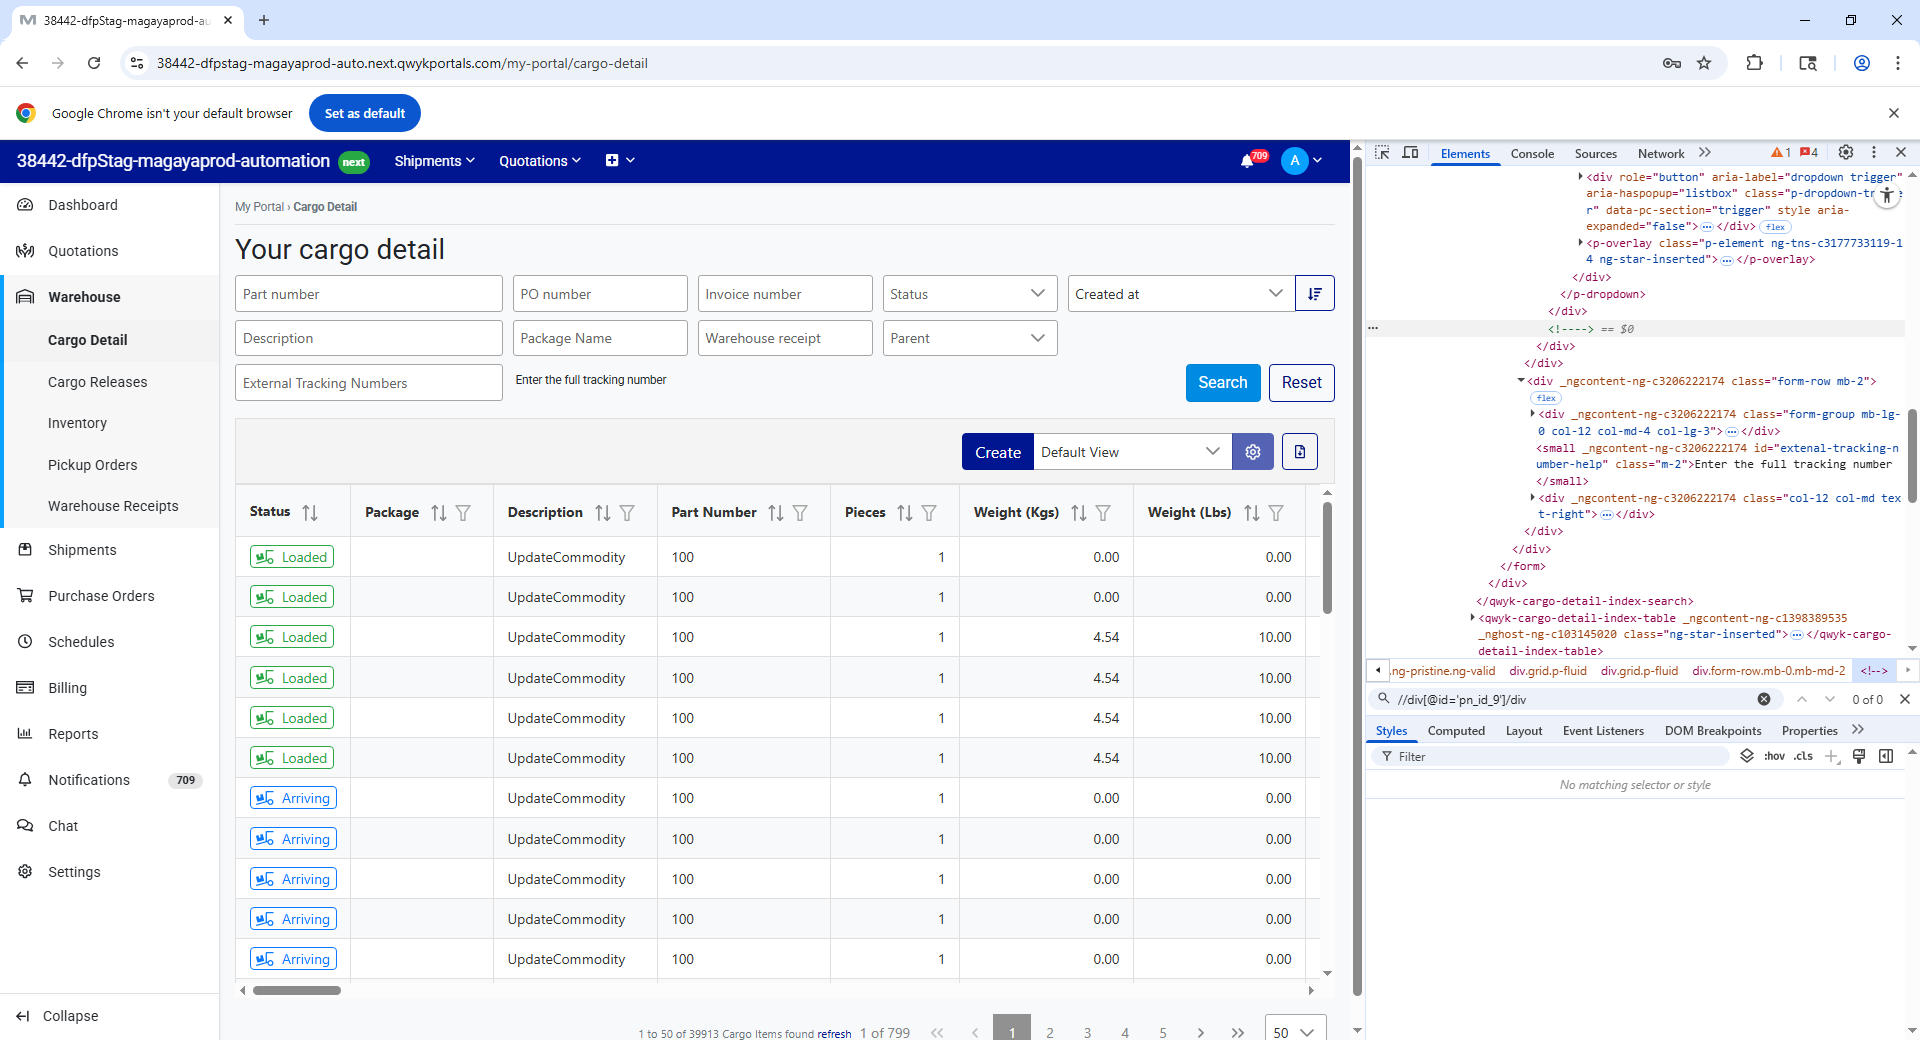 38442-dfpStag-magayaprod-au
38442-dfpstag-magayaprod-auto.next.qwykportals.com/my-portal/cargo-detail
Google Chrome isn't your default browser
Set as default
38442-dfpStag-magayaprod-automation next
Shipments
Quotations
709
A
Dashboard
Quotations
Warehouse
Cargo Detail
Cargo Releases
Inventory
Pickup Orders
Warehouse Receipts
Shipments
Purchase Orders
Schedules
Billing
Reports
Notifications 709
Chat
Settings
Collapse
My Portal › Cargo Detail
Your cargo detail
Part number
PO number
Invoice number
Status
Created at
Description
Package Name
Warehouse receipt
Parent
External Tracking Numbers
Enter the full tracking number
Search
Reset
Create
Default View
Status Package Description Part Number Pieces Weight (Kgs) Weight (Lbs)
Loaded UpdateCommodity 100 1 0.00 0.00
Loaded UpdateCommodity 100 1 0.00 0.00
Loaded UpdateCommodity 100 1 4.54 10.00
Loaded UpdateCommodity 100 1 4.54 10.00
Loaded UpdateCommodity 100 1 4.54 10.00
Loaded UpdateCommodity 100 1 4.54 10.00
Arriving UpdateCommodity 100 1 0.00 0.00
Arriving UpdateCommodity 100 1 0.00 0.00
Arriving UpdateCommodity 100 1 0.00 0.00
Arriving UpdateCommodity 100 1 0.00 0.00
Arriving UpdateCommodity 100 1 0.00 0.00
1 to 50 of 39913 Cargo Items found refresh 1 of 799 1 2 3 4 5 50
Elements Console Sources Network 1 4
<div role="button" aria-label="dropdown trigger"
aria-haspopup="listbox" class="p-dropdown-tr
r" data-pc-section="trigger" style aria-
expanded="false"> … </div> flex
<p-overlay class="p-element ng-tns-c3177733119-1
4 ng-star-inserted"> … </p-overlay>
</div>
</p-dropdown>
</div>
<!----> == $0
</div>
</div>
<div _ngcontent-ng-c3206222174 class="form-row mb-2">
flex
<div _ngcontent-ng-c3206222174 class="form-group mb-lg-
0 col-12 col-md-4 col-lg-3"> … </div>
<small _ngcontent-ng-c3206222174 id="extenal-tracking-n
umber-help" class="m-2">Enter the full tracking number
</small>
<div _ngcontent-ng-c3206222174 class="col-12 col-md tex
t-right"> … </div>
</div>
</div>
</form>
</div>
</qwyk-cargo-detail-index-search>
<qwyk-cargo-detail-index-table _ngcontent-ng-c1398389535
_nghost-ng-c103145020 class="ng-star-inserted"> … </qwyk-cargo-
detail-index-table>
.ng-pristine.ng-valid div.grid.p-fluid div.grid.p-fluid div.form-row.mb-0.mb-md-2 <!-->
//div[@id='pn_id_9']/div
0 of 0
Styles Computed Layout Event Listeners DOM Breakpoints Properties
Filter
:hov .cls
No matching selector or style